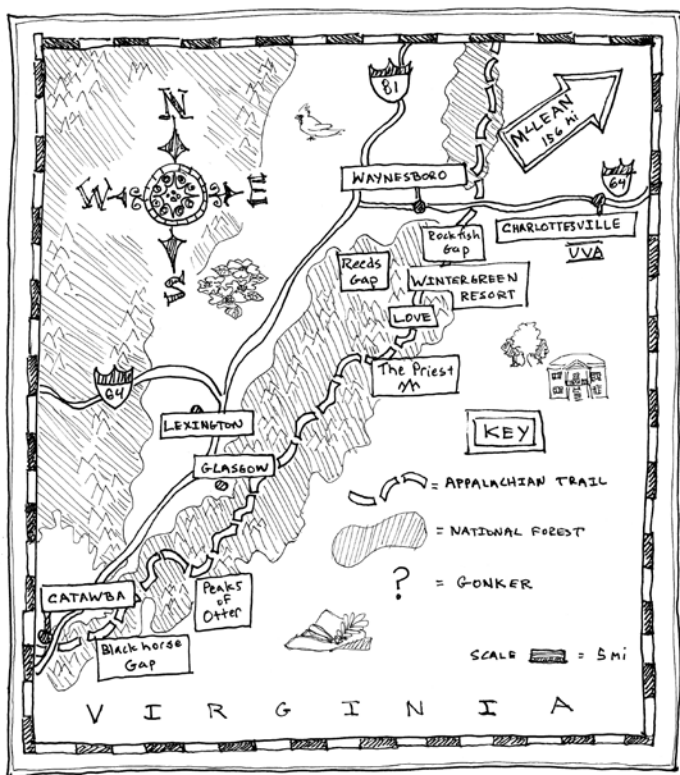 N
81
McLEAN
156 mi
WAYNESBORO
W
E
64
CHARLOTTESVILLE
UVA
Rockfish
Gap
Reeds
Gap
WINTERGREEN
RESORT
S
LOVE
The Priest
64
LEXINGTON
KEY
GLASGOW
= APPALACHIAN TRAIL
= NATIONAL FOREST
? = GONKER
CATAWBA
Peaks
of
Otter
Blackhorse
Gap
SCALE = 5 mi
VIRGINIA